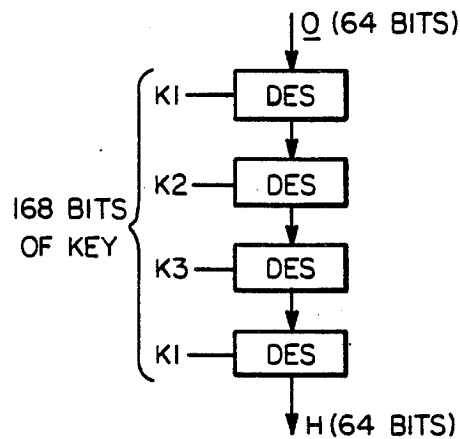 0 (64 BITS)
K1
DES
K2
DES
168 BITS
OF KEY
K3
DES
K1
DES
H (64 BITS)